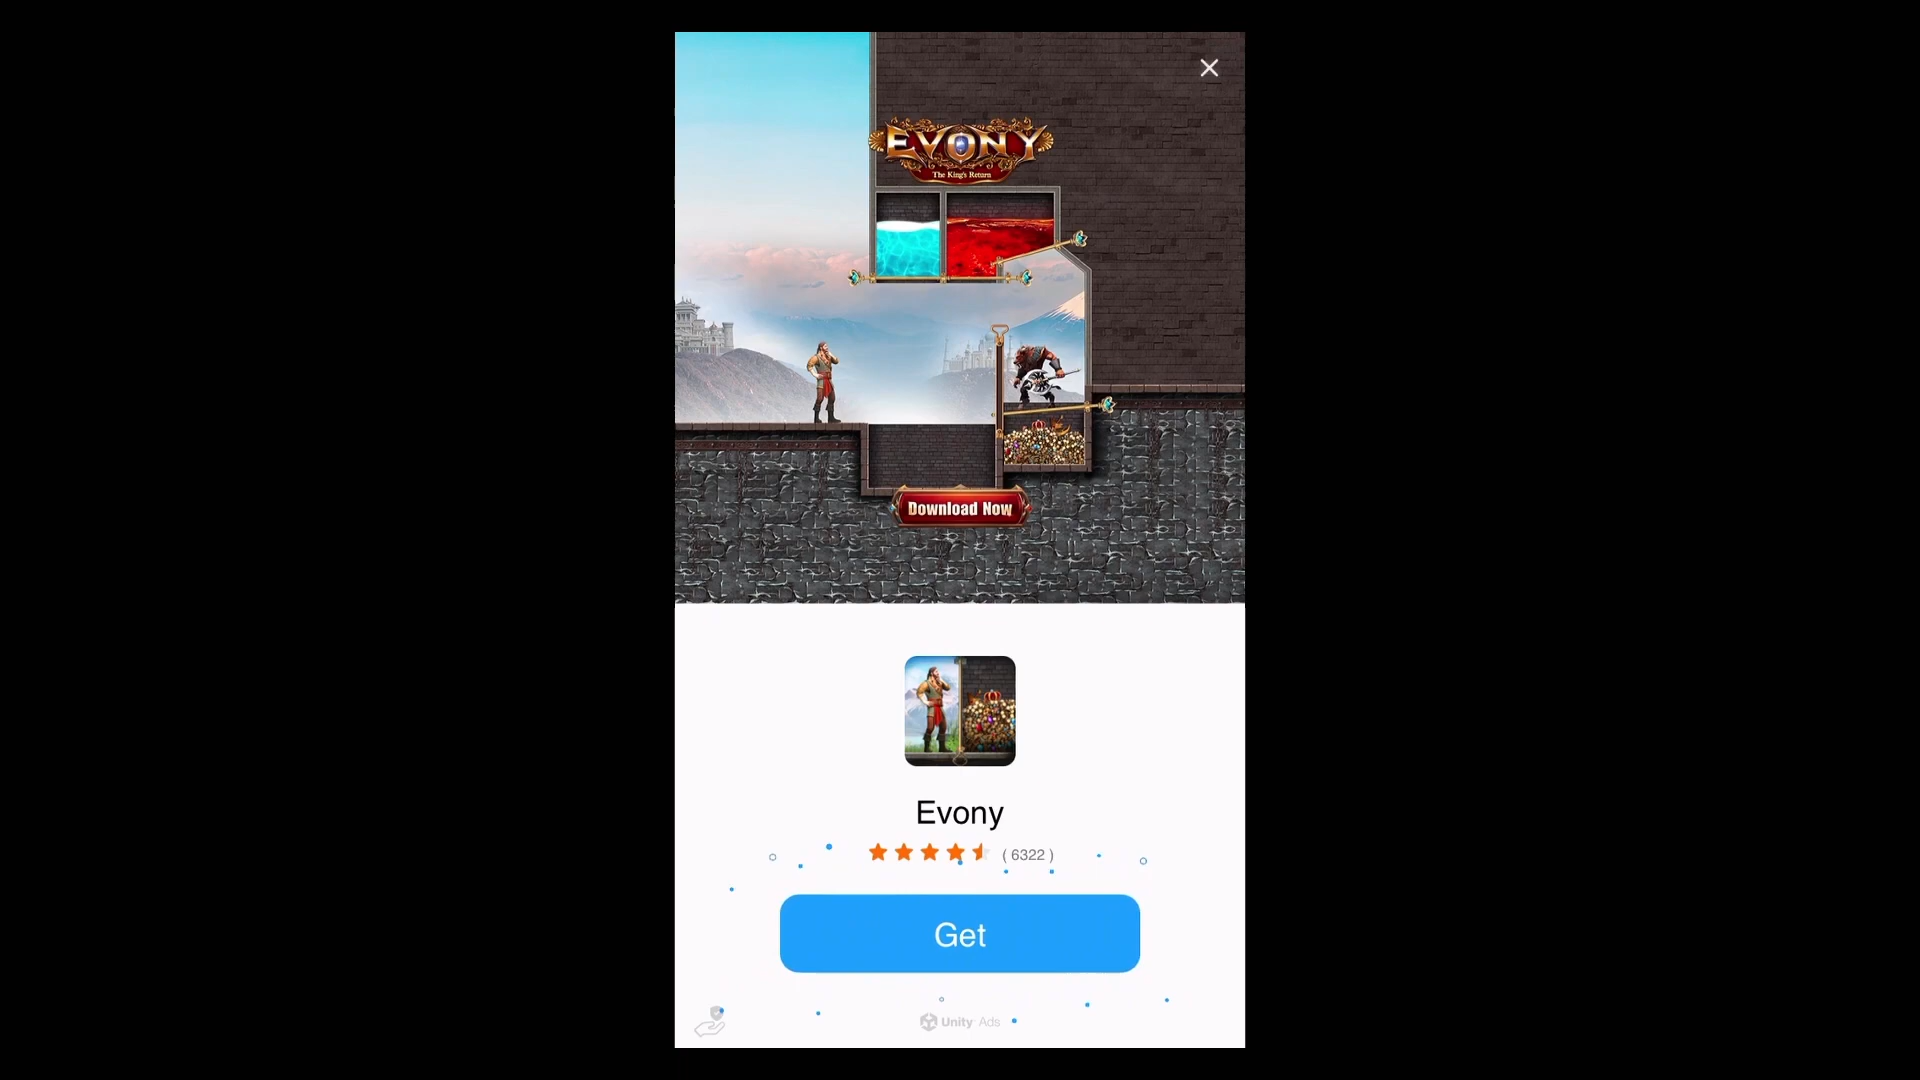 EVONY
The King's Return
Download Now
Evony
( 6322 )
Get
Unity Ads